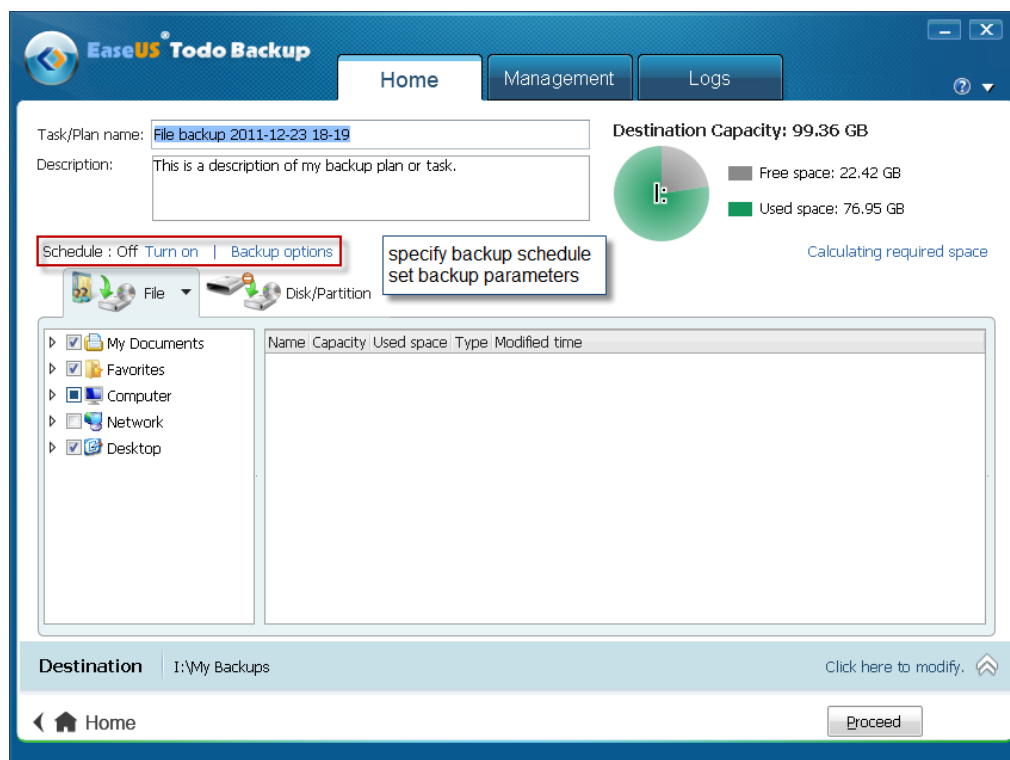 EaseUS® Todo Backup
Home
Management
Logs
Task/Plan name: File backup 2011-12-23 18-19
Description: This is a description of my backup plan or task.
Destination Capacity: 99.36 GB
I:
Free space: 22.42 GB
Used space: 76.95 GB
Schedule : Off Turn on | Backup options
specify backup schedule
set backup parameters
Calculating required space
File
Disk/Partition
My Documents
Favorites
Computer
Network
Desktop
Name Capacity Used space Type Modified time
Destination I:\My Backups
Click here to modify.
Home
Proceed